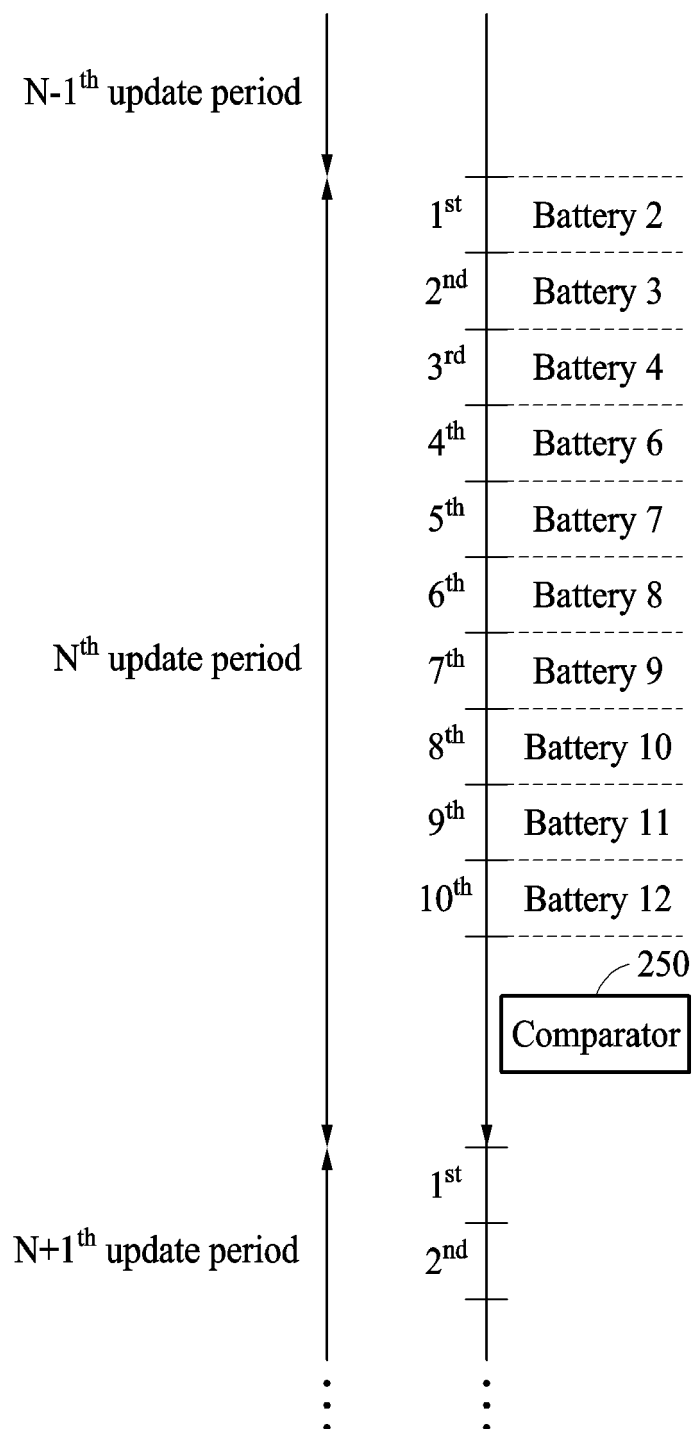 N-1th update period
1st Battery 2
2nd Battery 3
3rd Battery 4
4th Battery 6
5th Battery 7
6th Battery 8
Nth update period
7th Battery 9
8th Battery 10
9th Battery 11
10th Battery 12
250
Comparator
1st
N+1th update period
2nd